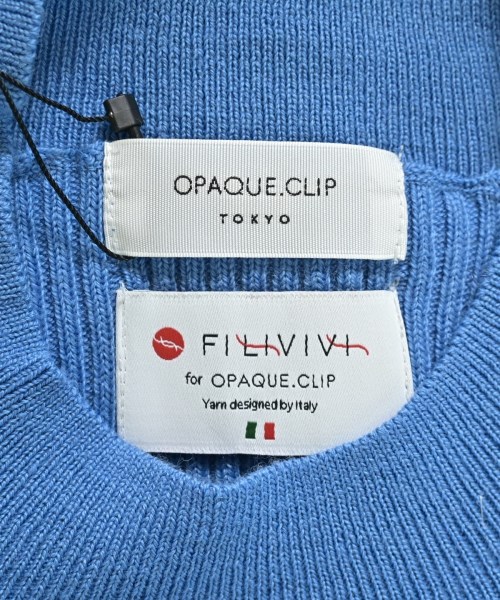 OPAQUE.CLIP
TOKYO
FILIVIVI
for OPAQUE.CLIP
Yarn designed by Italy